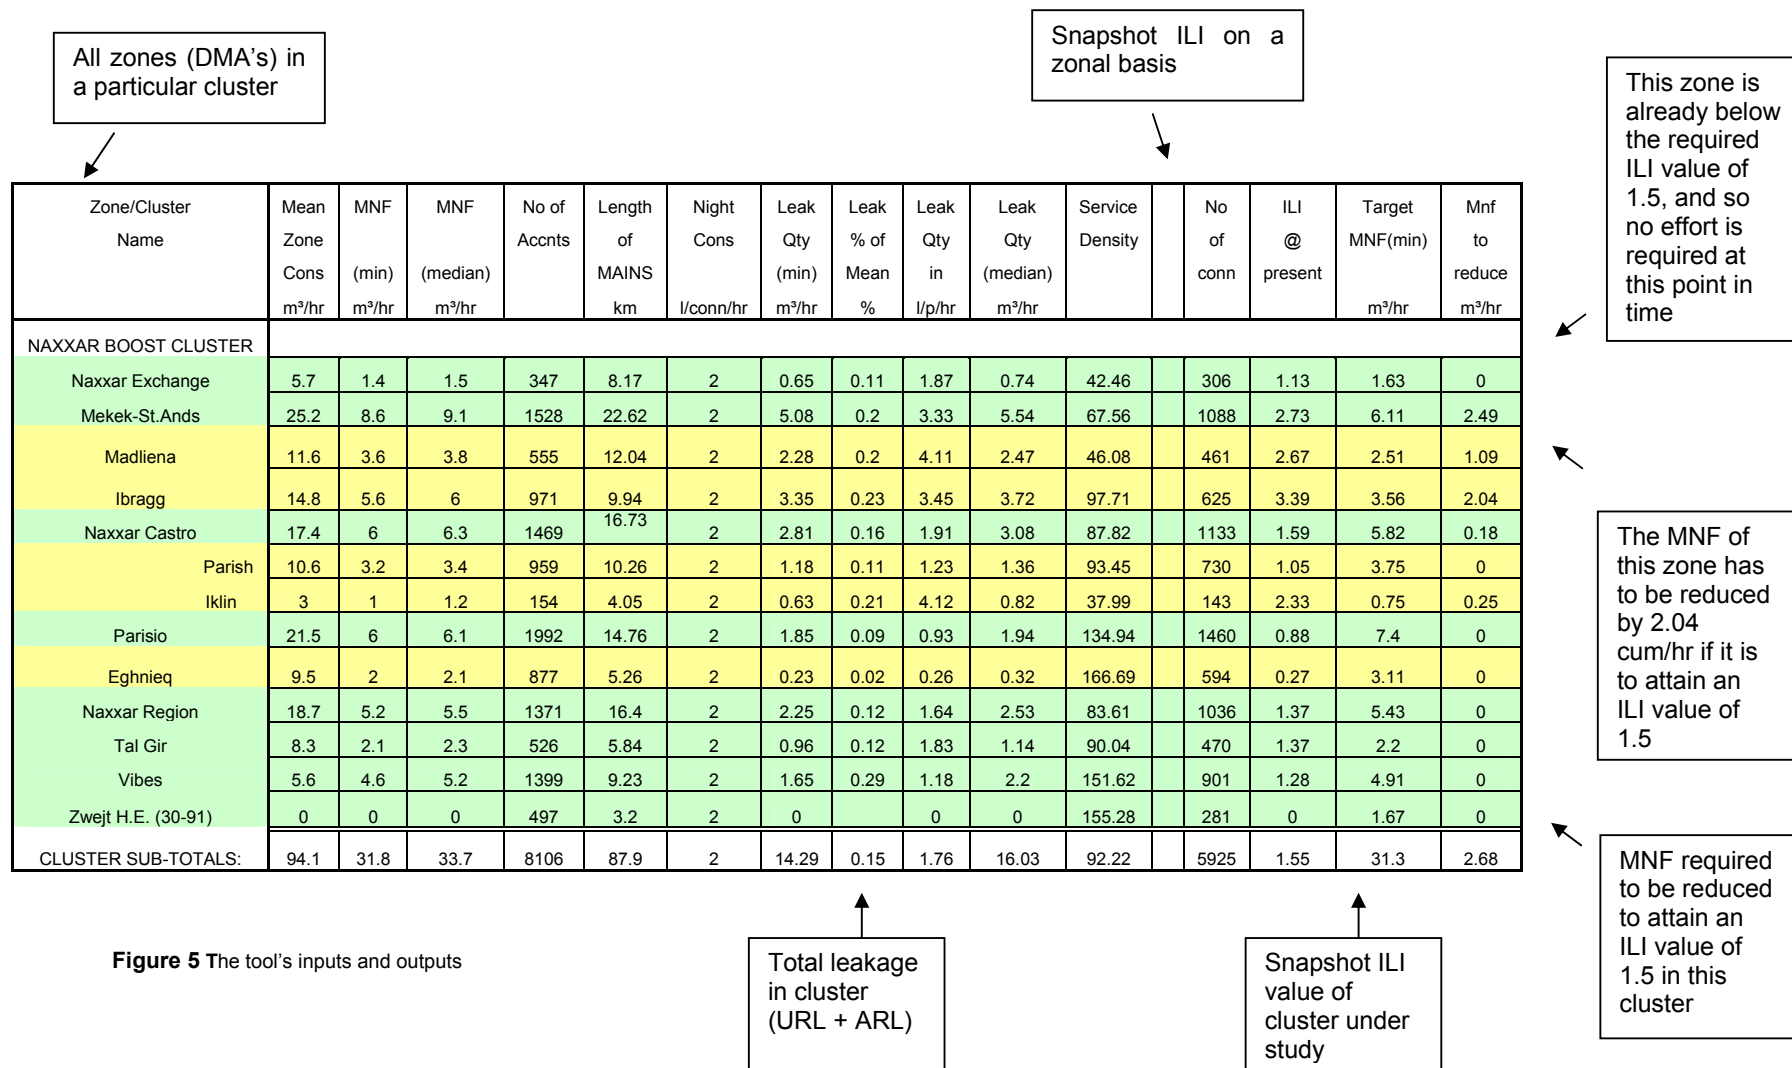 All zones (DMA's) in
a particular cluster
Snapshot ILI on a
zonal basis
This zone is
already below
the required
ILI value of
1.5, and so
no effort is
required at
this point in
time
Zone/Cluster Mean MNF MNF No of Length Night Leak Leak Leak Leak Service No ILI Target Mnf
Name Zone Accnts of Cons Qty % of Qty Qty Density of @ MNF(min) to
Cons (min) (median) MAINS (min) Mean in (median) conn present reduce
m³/hr m³/hr m³/hr km l/conn/hr m³/hr % l/p/hr m³/hr m³/hr m³/hr
NAXXAR BOOST CLUSTER
Naxxar Exchange 5.7 1.4 1.5 347 8.17 2 0.65 0.11 1.87 0.74 42.46 306 1.13 1.63 0
Mekek-St.Ands 25.2 8.6 9.1 1528 22.62 2 5.08 0.2 3.33 5.54 67.56 1088 2.73 6.11 2.49
Madliena 11.6 3.6 3.8 555 12.04 2 2.28 0.2 4.11 2.47 46.08 461 2.67 2.51 1.09
Ibragg 14.8 5.6 6 971 9.94 2 3.35 0.23 3.45 3.72 97.71 625 3.39 3.56 2.04
Naxxar Castro 17.4 6 6.3 1469 16.73 2 2.81 0.16 1.91 3.08 87.82 1133 1.59 5.82 0.18
Parish 10.6 3.2 3.4 959 10.26 2 1.18 0.11 1.23 1.36 93.45 730 1.05 3.75 0
Iklin 3 1 1.2 154 4.05 2 0.63 0.21 4.12 0.82 37.99 143 2.33 0.75 0.25
Parisio 21.5 6 6.1 1992 14.76 2 1.85 0.09 0.93 1.94 134.94 1460 0.88 7.4 0
Eghnieq 9.5 2 2.1 877 5.26 2 0.23 0.02 0.26 0.32 166.69 594 0.27 3.11 0
Naxxar Region 18.7 5.2 5.5 1371 16.4 2 2.25 0.12 1.64 2.53 83.61 1036 1.37 5.43 0
Tal Gir 8.3 2.1 2.3 526 5.84 2 0.96 0.12 1.83 1.14 90.04 470 1.37 2.2 0
Vibes 5.6 4.6 5.2 1399 9.23 2 1.65 0.29 1.18 2.2 151.62 901 1.28 4.91 0
Zwejt H.E. (30-91) 0 0 0 497 3.2 2 0 0 0 155.28 281 0 1.67 0
CLUSTER SUB-TOTALS: 94.1 31.8 33.7 8106 87.9 2 14.29 0.15 1.76 16.03 92.22 5925 1.55 31.3 2.68
The MNF of
this zone has
to be reduced
by 2.04
cum/hr if it is
to attain an
ILI value of
1.5
MNF required
to be reduced
to attain an
ILI value of
1.5 in this
cluster
Figure 5 The tool's inputs and outputs
Total leakage
in cluster
(URL + ARL)
Snapshot ILI
value of
cluster under
study